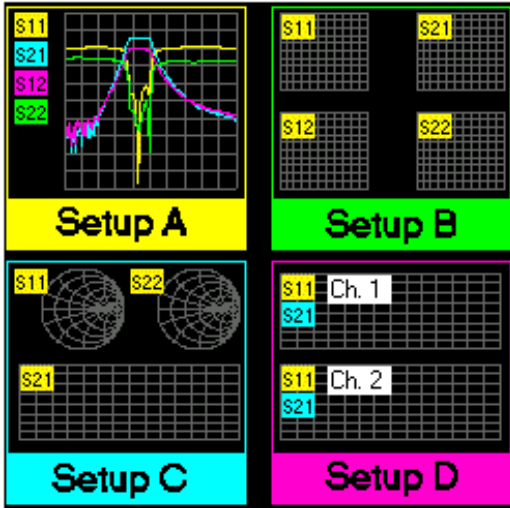 S11
S21
S12
S22
Setup A
S11 S21
S12 S22
Setup B
S11 S22
S21
Setup C
S11 Ch. 1
S21
S11 Ch. 2
S21
Setup D